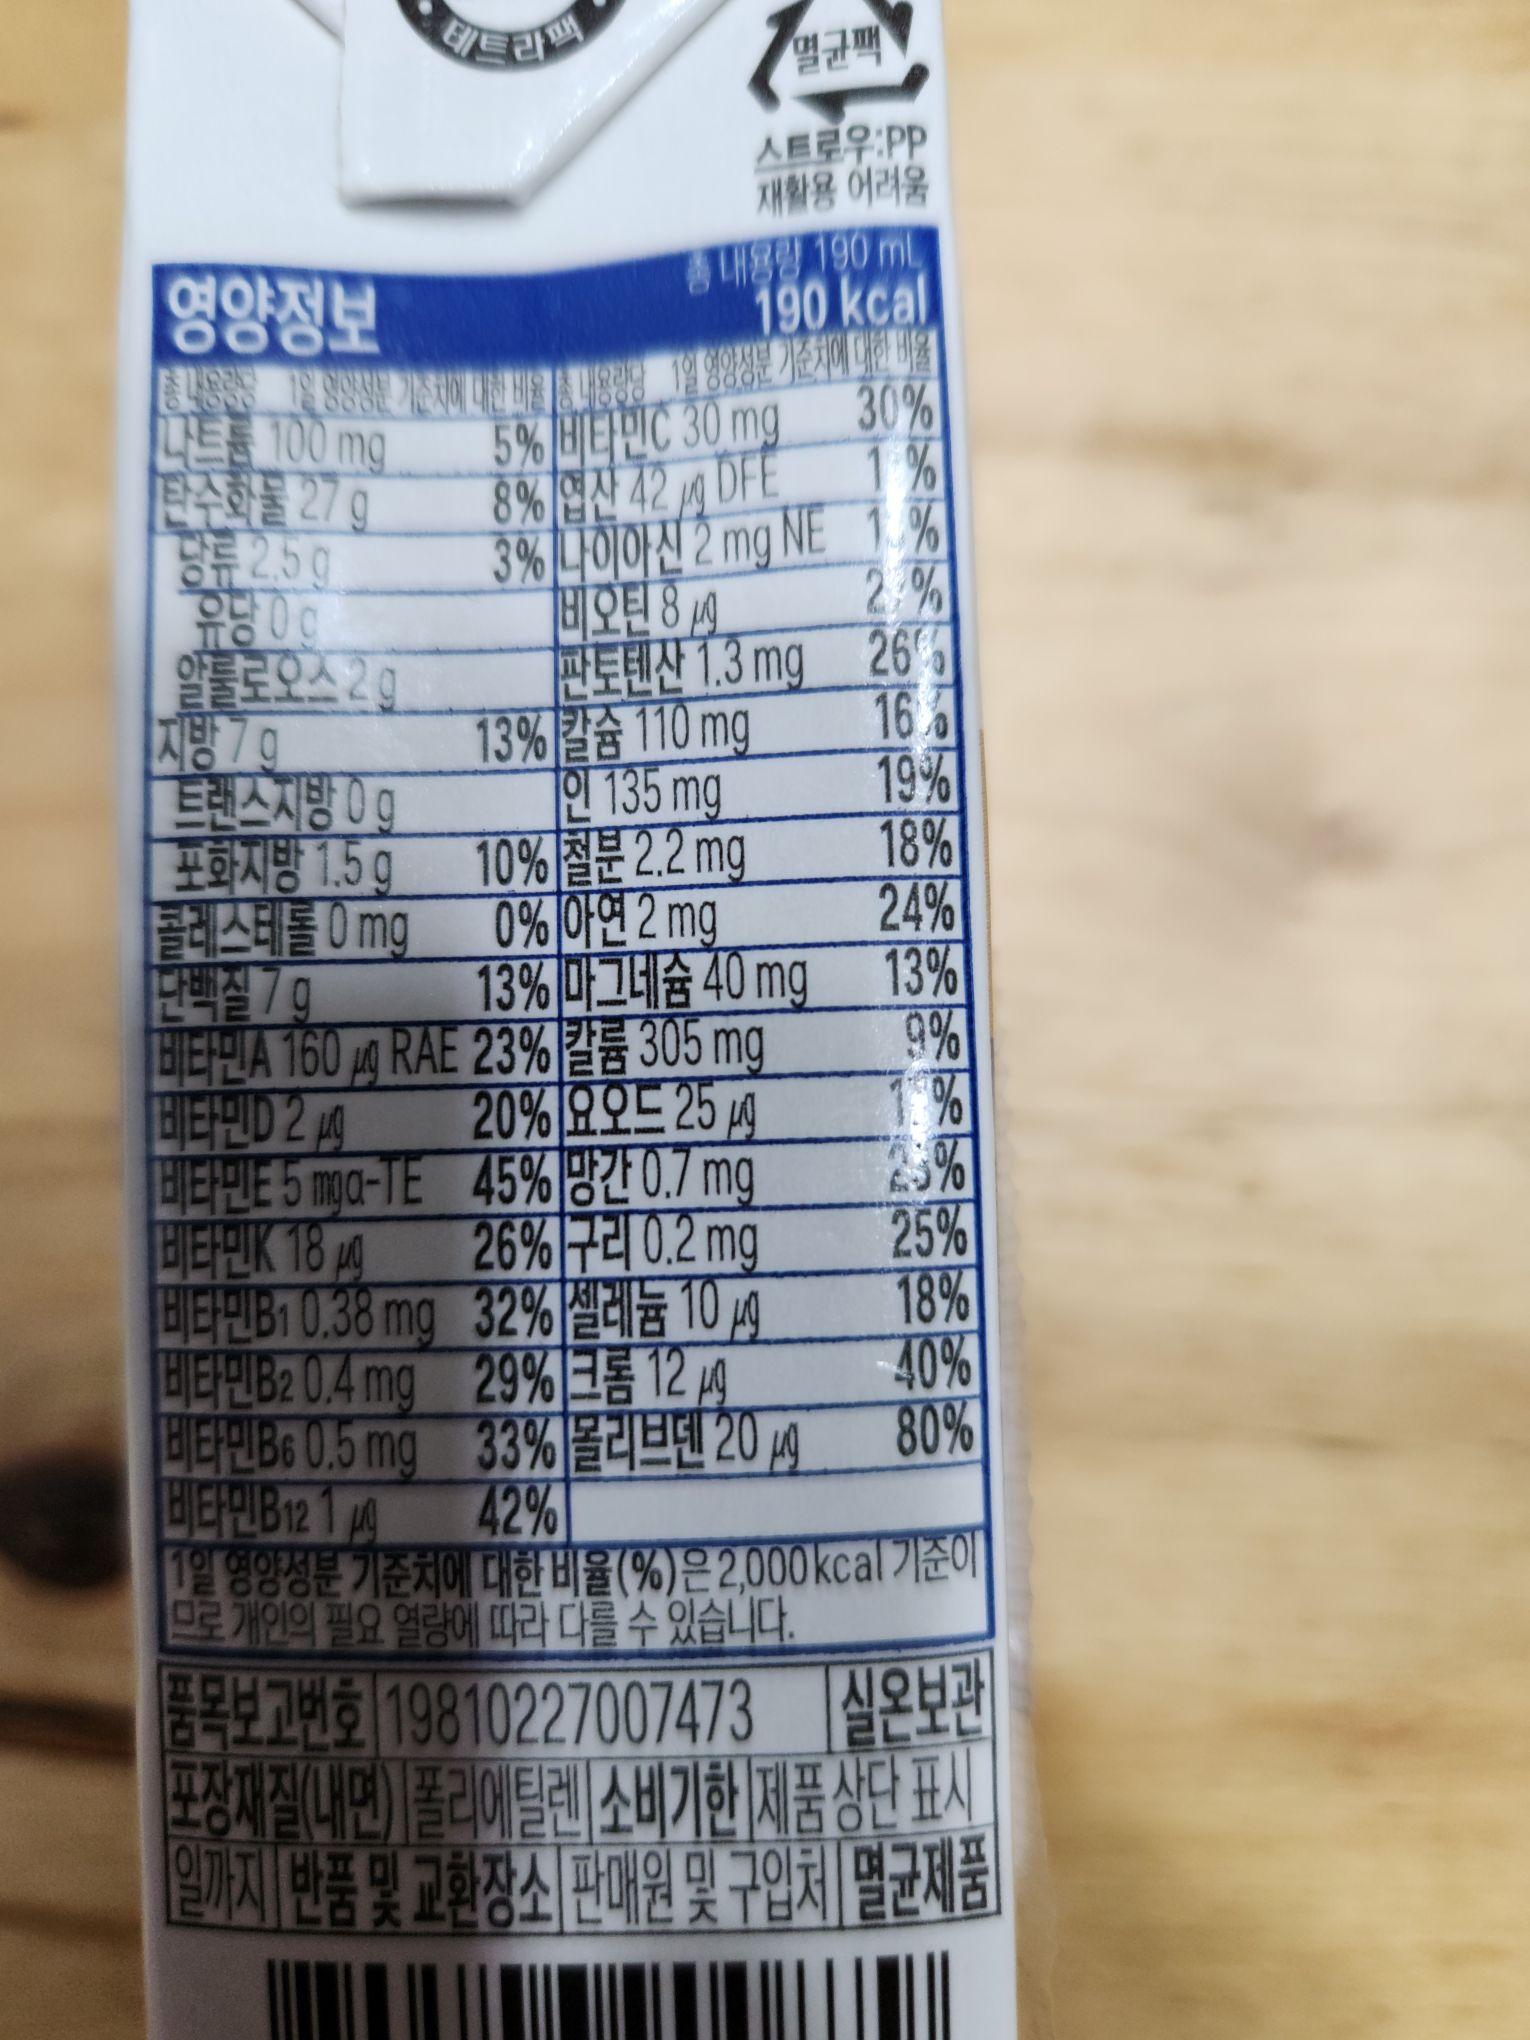 테트라팩
멸균팩
스트로우:PP
재활용 어려움
영양정보
총 내용량 190 mL
190 kcal
총 내용량당 1일 영양성분 기준치에 대한 비율 총 내용량당 1일 영양성분 기준치에 대한 비율
나트륨 100 mg 5% 비타민C 30 mg 30%
탄수화물 27 g 8% 엽산 42 μg DFE
당류 2.5 g 3% 나이아신 2 mg NE
유당 0 g 비오틴 8 μg
알룰로오스 2 g 판토텐산 1.3 mg 26%
지방 7 g 13% 칼슘 110 mg 16%
트랜스지방 0 g 인 135 mg 19%
포화지방 1.5 g 10% 철분 2.2 mg 18%
콜레스테롤 0 mg 0% 아연 2 mg 24%
단백질 7 g 13% 마그네슘 40 mg 13%
비타민A 160 μg RAE 23% 칼륨 305 mg 9%
비타민D 2 μg 20% 요오드 25 μg
비타민E 5 mgα-TE 45% 망간 0.7 mg
비타민K 18 μg 26% 구리 0.2 mg 25%
비타민B1 0.38 mg 32% 셀레늄 10 μg 18%
비타민B2 0.4 mg 29% 크롬 12 μg 40%
비타민B6 0.5 mg 33% 몰리브덴 20 μg 80%
비타민B12 1 μg 42%
1일 영양성분 기준치에 대한 비율(%)은 2,000kcal 기준이
므로 개인의 필요 열량에 따라 다를 수 있습니다.
품목보고번호 19810227007473 실온보관
포장재질(내면) 폴리에틸렌 소비기한 제품 상단 표시
일까지 반품 및 교환장소 판매원 및 구입처 멸균제품